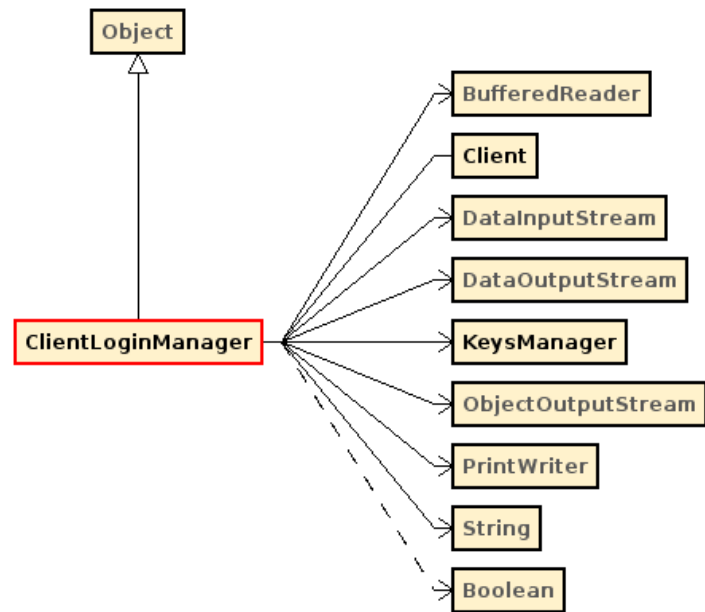 Object
BufferedReader
Client
DataInputStream
DataOutputStream
ClientLoginManager
KeysManager
ObjectOutputStream
PrintWriter
String
Boolean